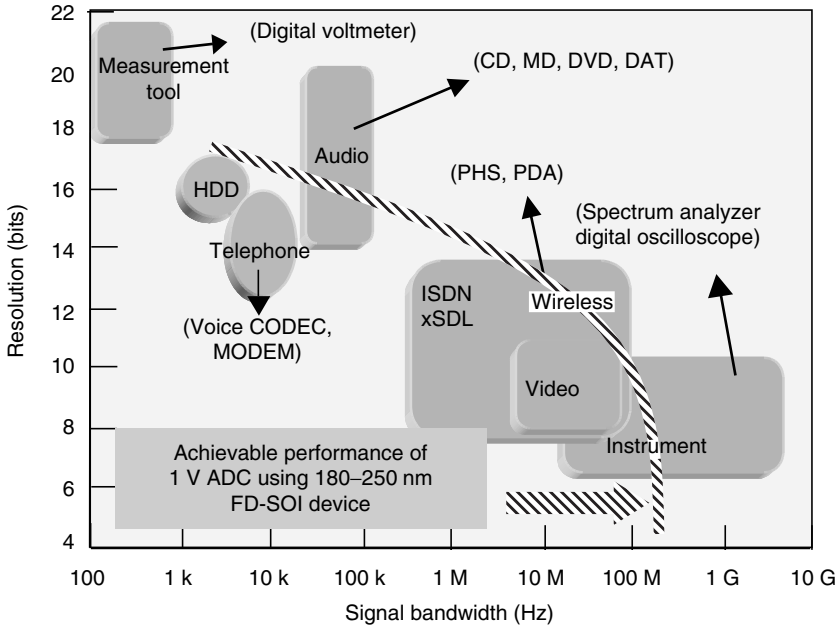 22
20
18
16
14
12
10
8
6
4
Resolution (bits)
(Digital voltmeter)
Measurement
tool
(CD, MD, DVD, DAT)
Audio
HDD
(PHS, PDA)
Telephone
(Spectrum analyzer
digital oscilloscope)
ISDN
xSDL
Wireless
(Voice CODEC,
MODEM)
Video
Instrument
Achievable performance of
1 V ADC using 180–250 nm
FD-SOI device
100 1 k 10 k 100 k 1 M 10 M 100 M 1 G 10 G
Signal bandwidth (Hz)